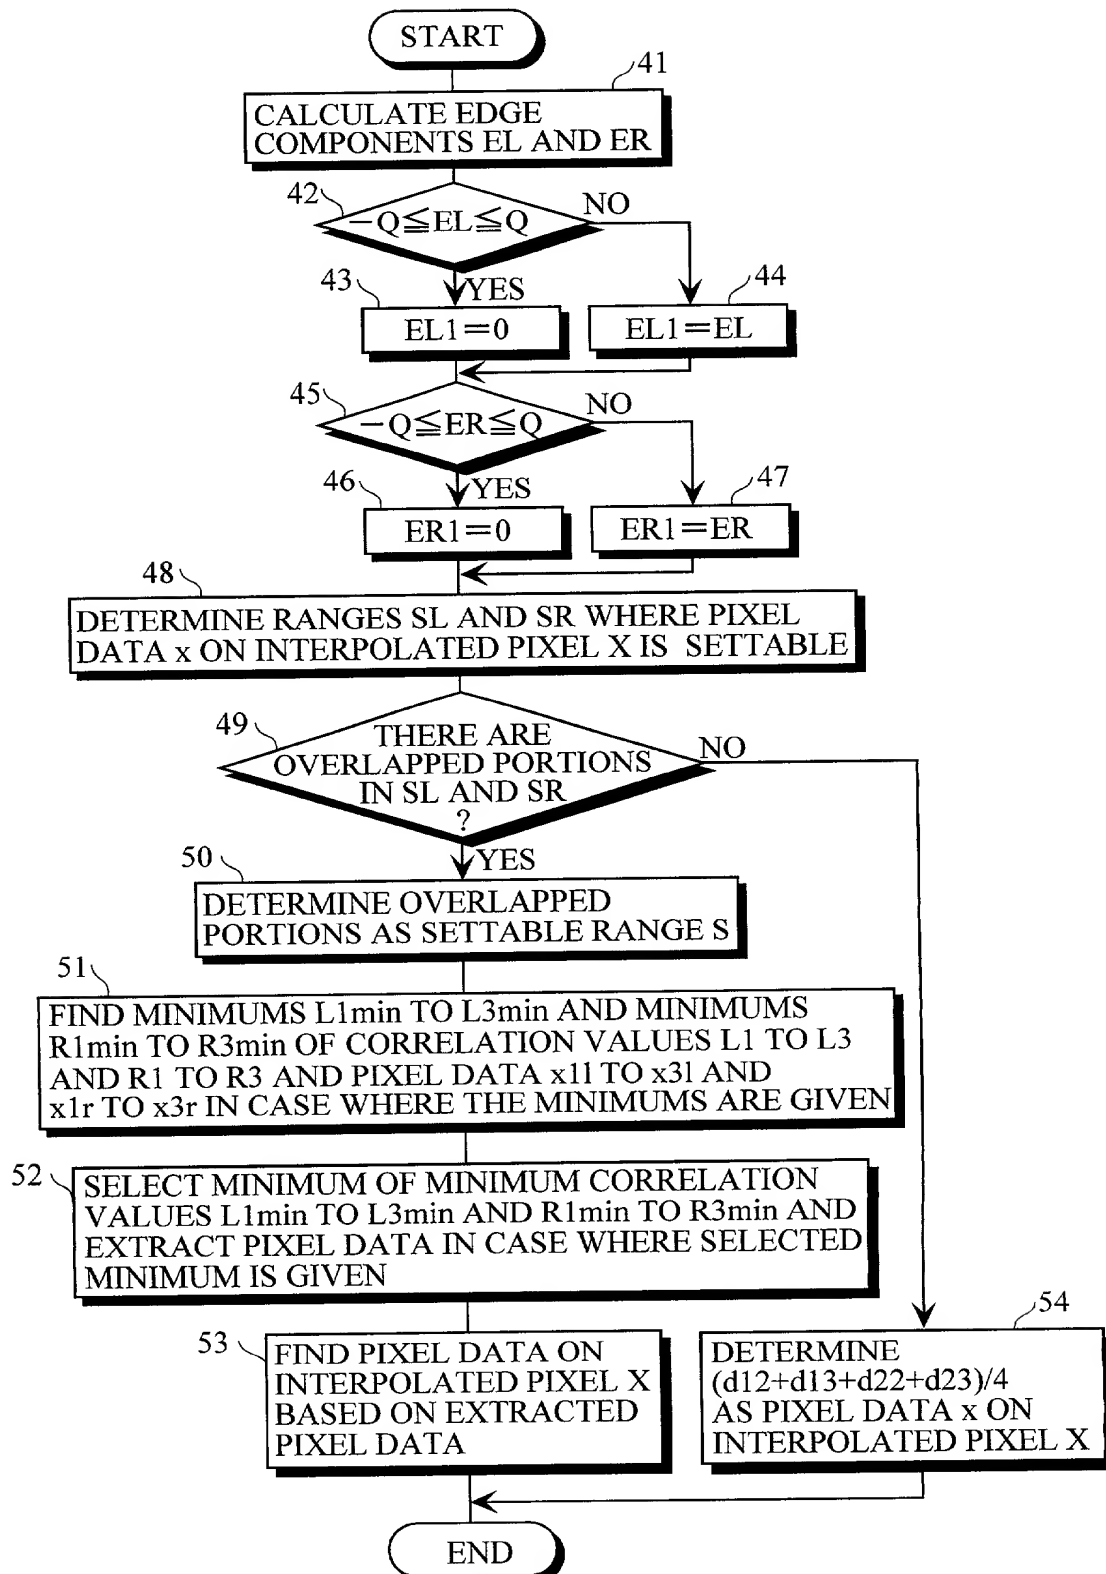 START
41
CALCULATE EDGE
COMPONENTS EL AND ER
42
－Q≦EL≦Q
NO
YES
43
EL1＝0
44
EL1＝EL
45
－Q≦ER≦Q
NO
YES
46
ER1＝0
47
ER1＝ER
48
DETERMINE RANGES SL AND SR WHERE PIXEL
DATA x ON INTERPOLATED PIXEL X IS SETTABLE
49
THERE ARE
OVERLAPPED PORTIONS
IN SL AND SR
?
NO
YES
50
DETERMINE OVERLAPPED
PORTIONS AS SETTABLE RANGE S
51
FIND MINIMUMS L1min TO L3min AND MINIMUMS
R1min TO R3min OF CORRELATION VALUES L1 TO L3
AND R1 TO R3 AND PIXEL DATA x1l TO x3l AND
x1r TO x3r IN CASE WHERE THE MINIMUMS ARE GIVEN
52
SELECT MINIMUM OF MINIMUM CORRELATION
VALUES L1min TO L3min AND R1min TO R3min AND
EXTRACT PIXEL DATA IN CASE WHERE SELECTED
MINIMUM IS GIVEN
53
FIND PIXEL DATA ON
INTERPOLATED PIXEL X
BASED ON EXTRACTED
PIXEL DATA
54
DETERMINE
(d12+d13+d22+d23)/4
AS PIXEL DATA x ON
INTERPOLATED PIXEL X
END